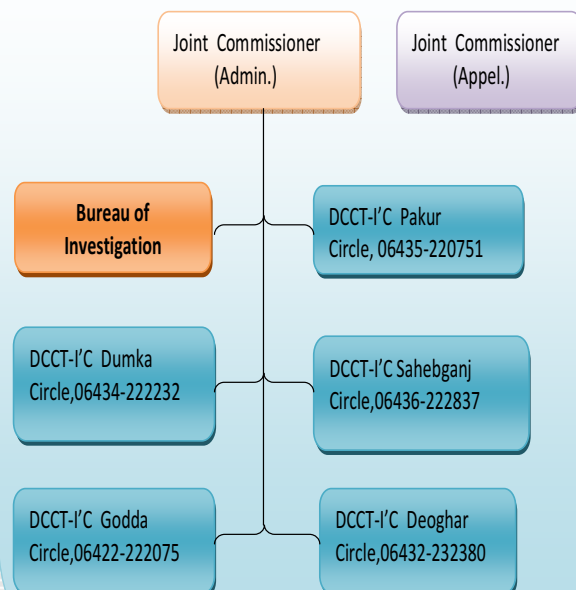 Joint Commissioner
(Admin.)
Joint Commissioner
(Appel.)
Bureau of
Investigation
DCCT-I'C Pakur
Circle, 06435-220751
DCCT-I'C Dumka
Circle,06434-222232
DCCT-I'C Sahebganj
Circle,06436-222837
DCCT-I'C Godda
Circle,06422-222075
DCCT-I'C Deoghar
Circle,06432-232380